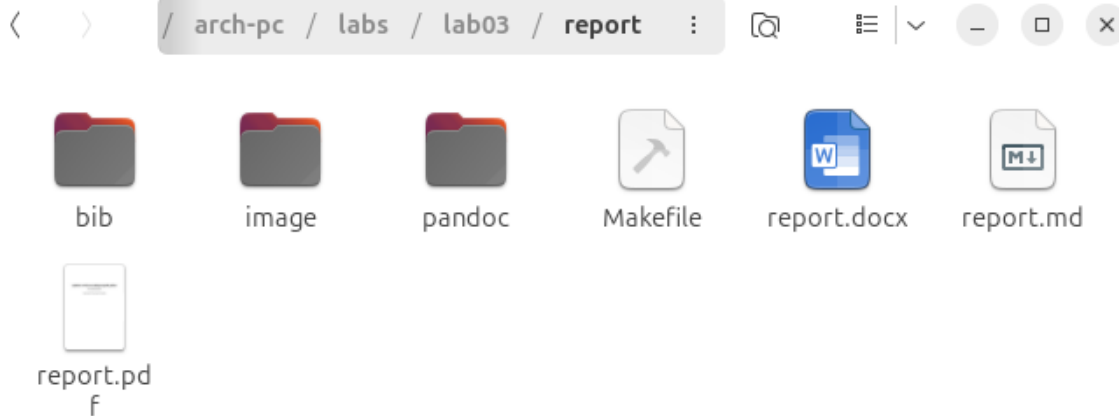 / arch-pc / labs / lab03 / report
bib
image
pandoc
Makefile
W
report.docx
M
report.md
report.pd
f